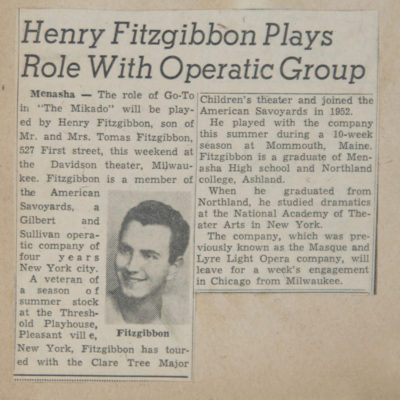 Henry Fitzgibbon Plays
Role With Operatic Group
Menasha — The role of Go-To
in "The Mikado" will be play-
ed by Henry Fitzgibbon, son of
Mr. and Mrs. Tomas Fitzgibbon,
527 First street, this weekend at
the Davidson theater, Milwau-
kee. Fitzgibbon is a member of
the American
Savoyards, a
Gilbert and
Sullivan opera-
tic company of
four years
New York city.
A veteran of
a season of
summer stock
at the Thresh-
old Playhouse,
Pleasant ville,
New York, Fitzgibbon has tour-
ed with the Clare Tree Major
Fitzgibbon
Children's theater and joined the
American Savoyards in 1952.
He played with the company
this summer during a 10-week
season at Mommouth, Maine.
Fitzgibbon is a graduate of Men-
asha High school and Northland
college, Ashland.
When he graduated from
Northland, he studied dramatics
at the National Academy of The-
ater Arts in New York.
The company, which was pre-
viously known as the Masque and
Lyre Light Opera company, will
leave for a week's engagement
in Chicago from Milwaukee.